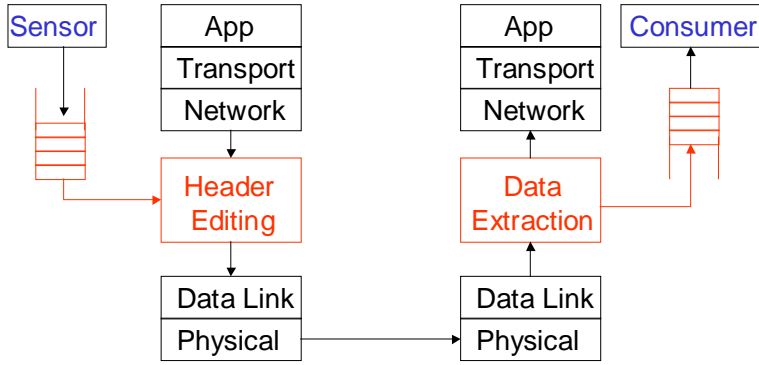 Sensor
App
Transport
Network
Header
Editing
Data Link
Physical
App
Transport
Network
Data
Extraction
Data Link
Physical
Consumer